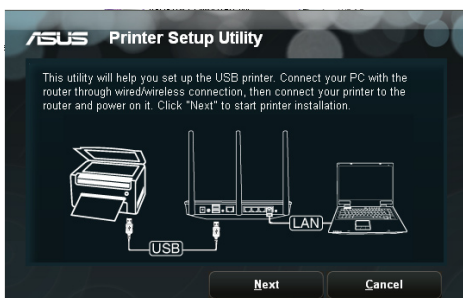 ASUS Printer Setup Utility
This utility will help you set up the USB printer. Connect your PC with the
router through wired/wireless connection, then connect your printer to the
router and power on it. Click "Next" to start printer installation.
LAN
USB
Next Cancel